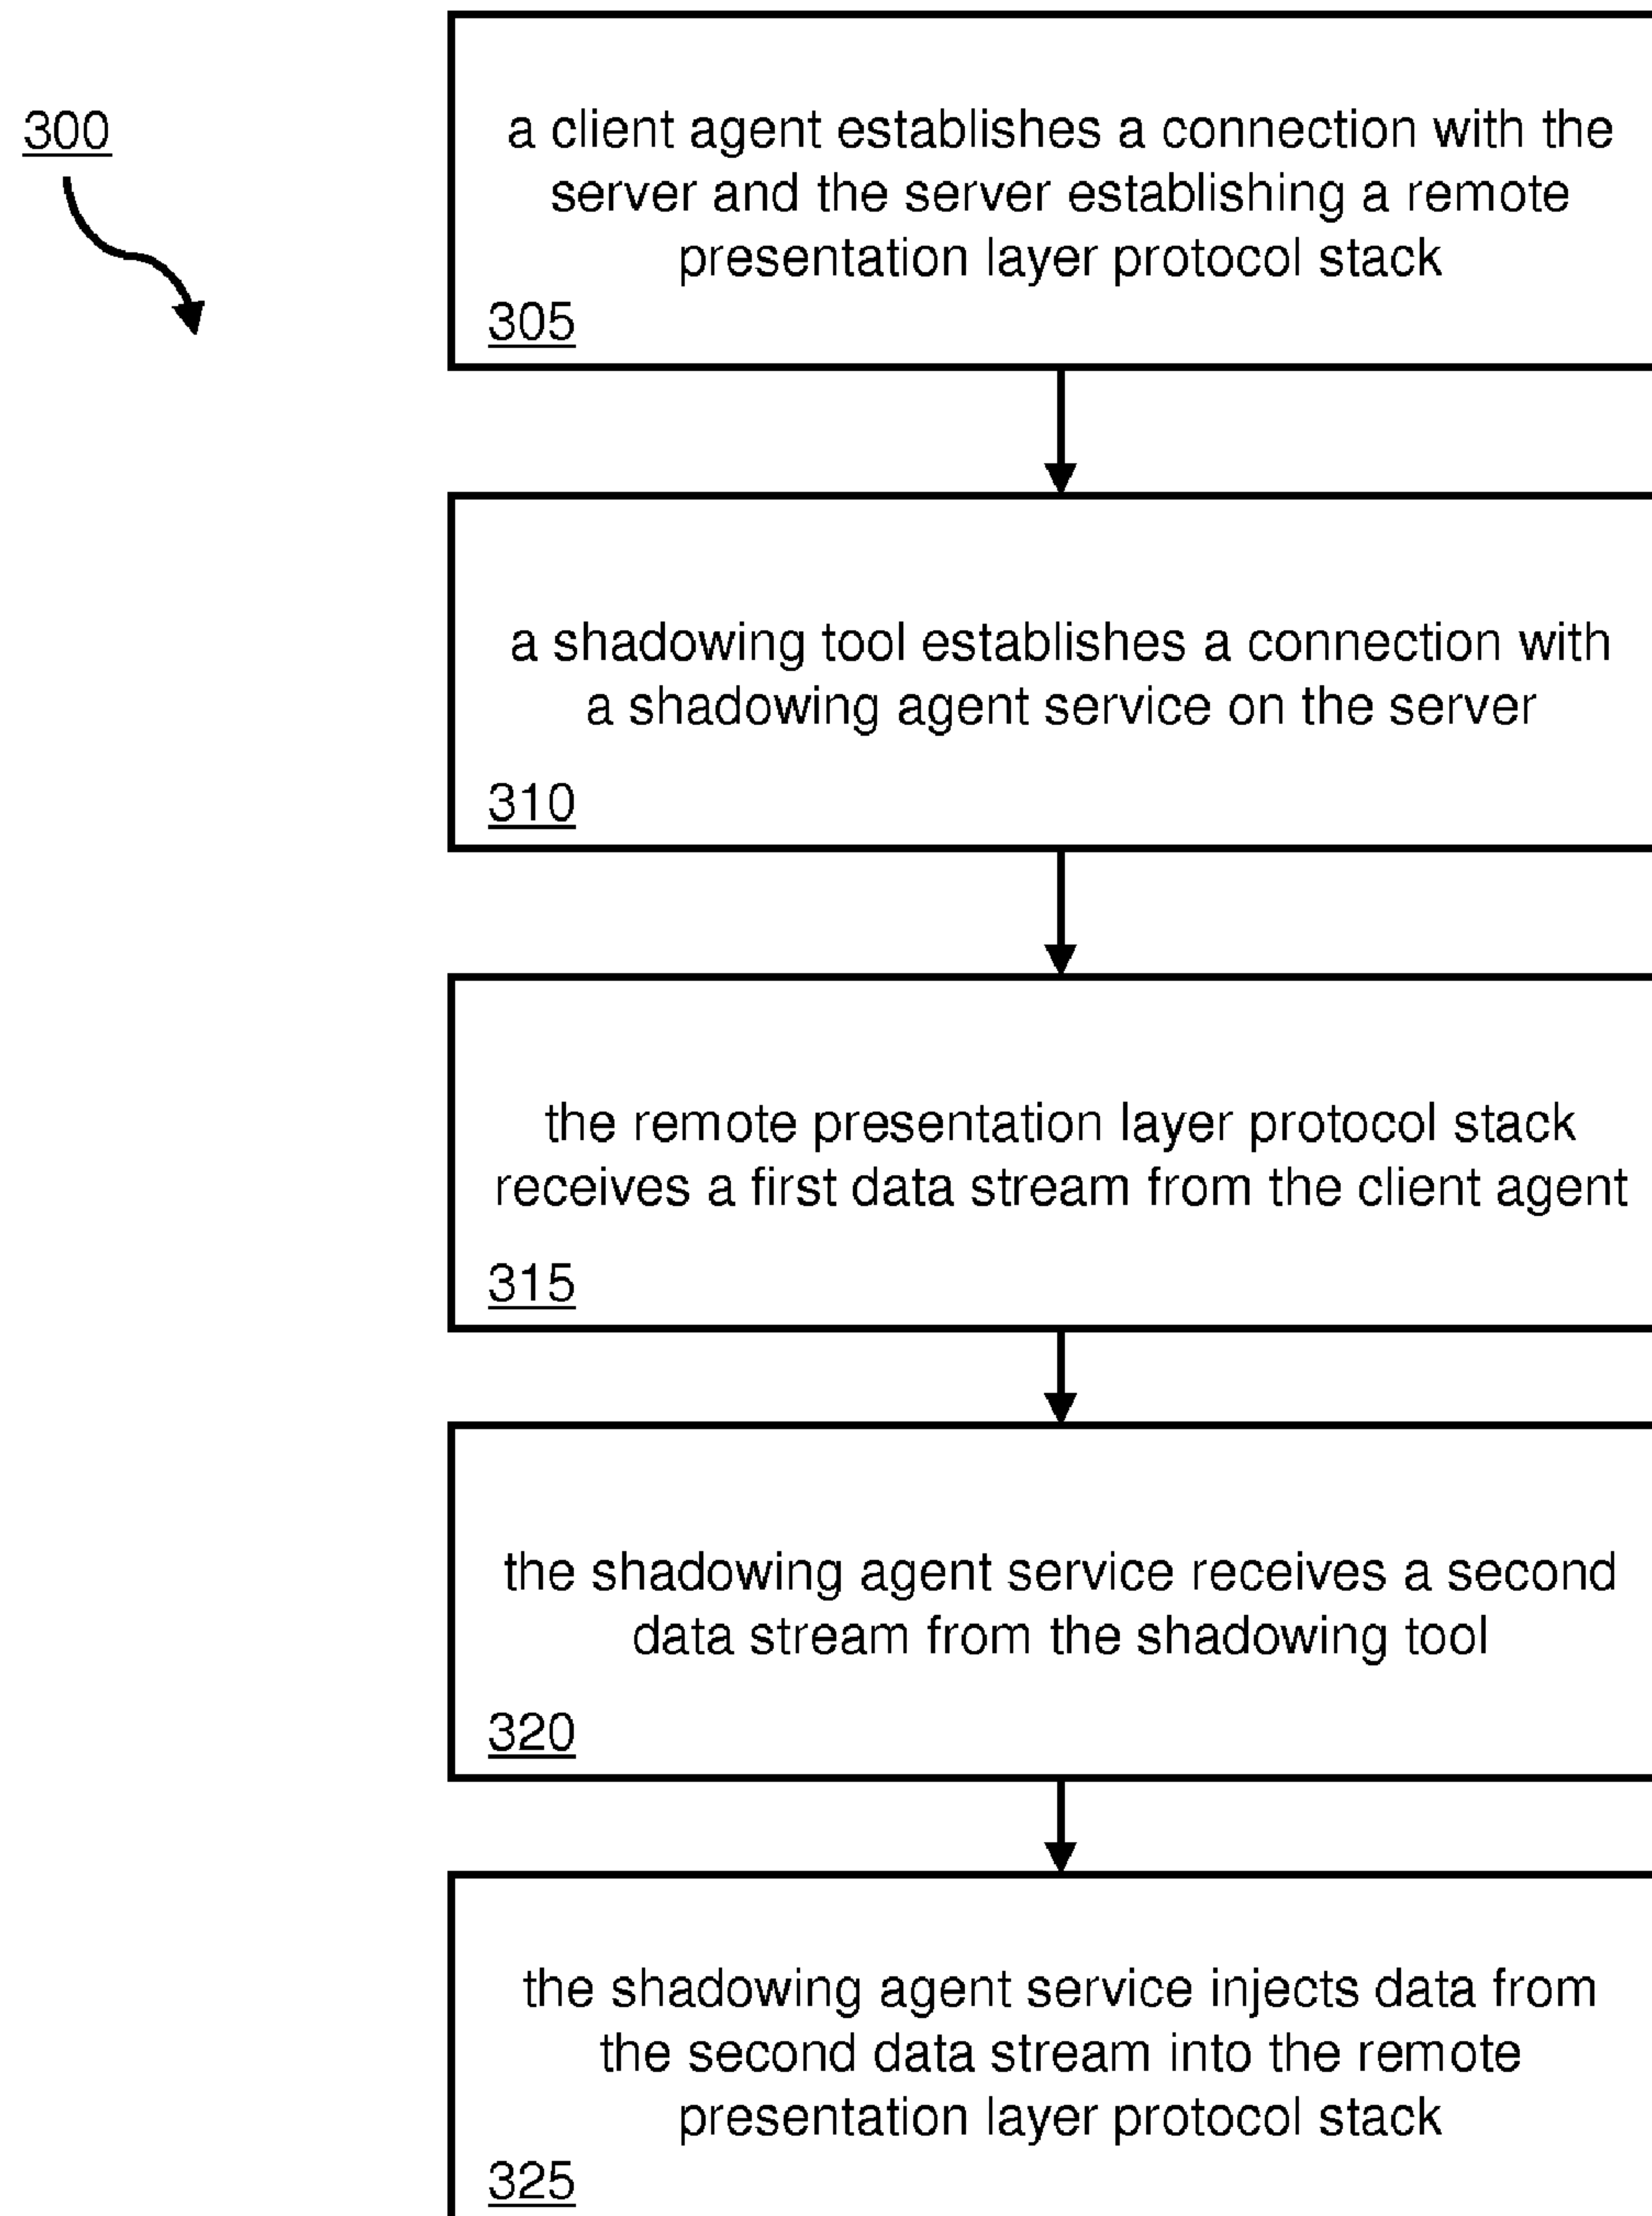 300
a client agent establishes a connection with the
server and the server establishing a remote
presentation layer protocol stack
305
a shadowing tool establishes a connection with
a shadowing agent service on the server
310
the remote presentation layer protocol stack
receives a first data stream from the client agent
315
the shadowing agent service receives a second
data stream from the shadowing tool
320
the shadowing agent service injects data from
the second data stream into the remote
presentation layer protocol stack
325